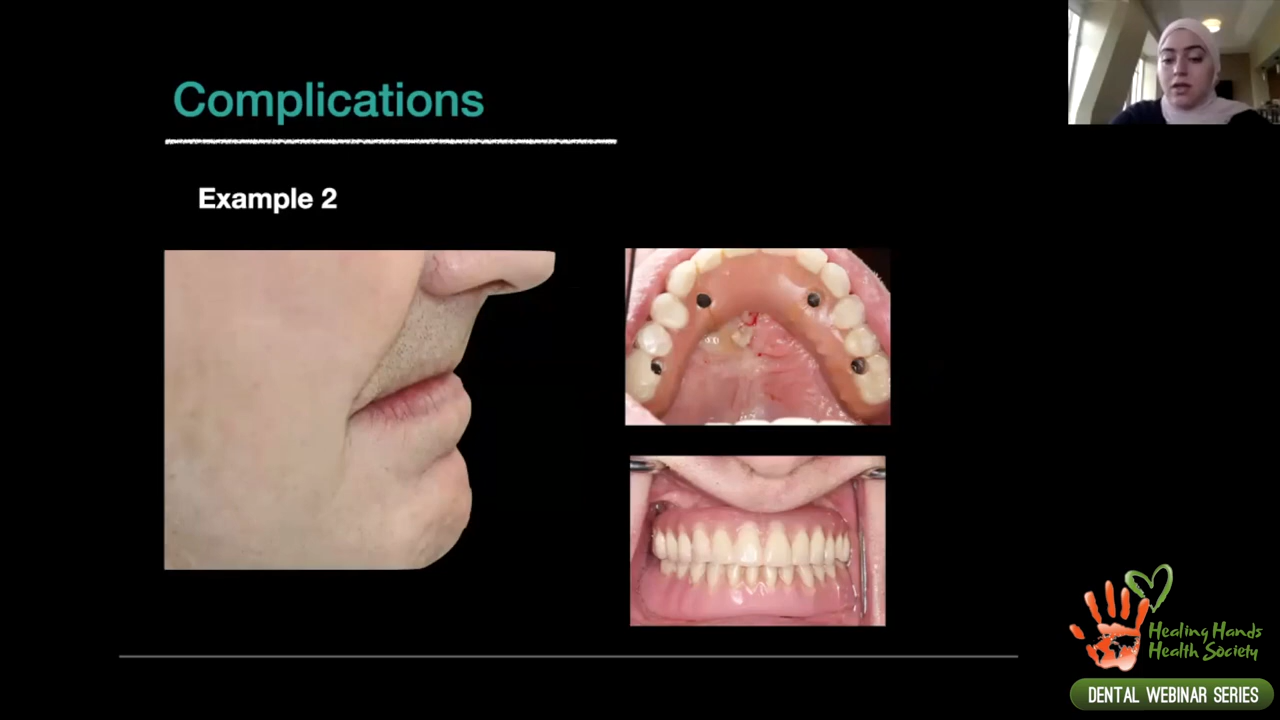 Complications
Example 2
Healing Hands
Health Society
DENTAL WEBINAR SERIES